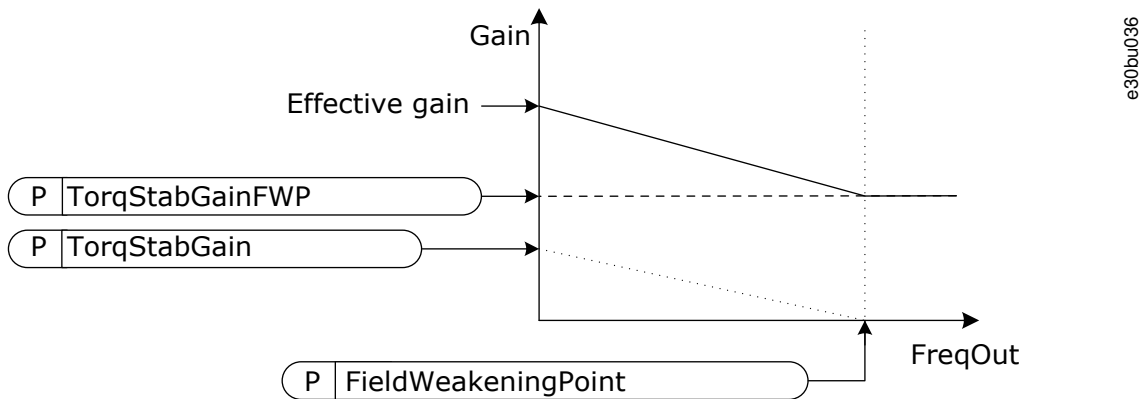 Gain
e30bu036
Effective gain
P TorqStabGainFWP
P TorqStabGain
FreqOut
P FieldWeakeningPoint